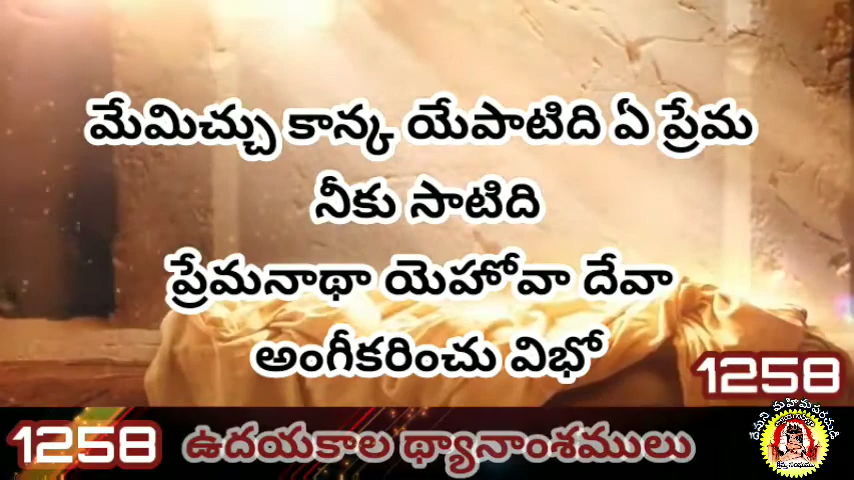 మేమిచ్చు కాన్క యేపాటిది ఏ ప్రేమ
నీకు సాటిది
ప్రేమనాథా యెహోవా దేవా
అంగీకరించు విభో
1258
1258 ఉదయకాల థ్యానాంశములు